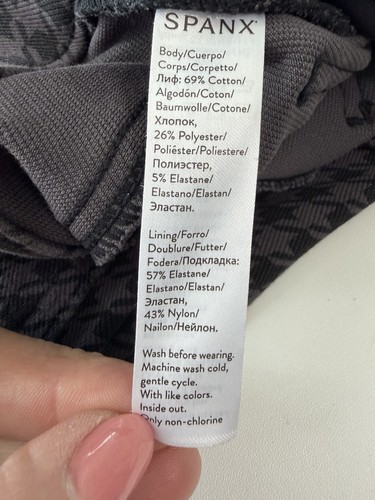 SPANX®
Body/Cuerpo/
Corps/Corpetto/
Лиф: 69% Cotton/
Algodón/Coton/
Baumwolle/Cotone/
Хлопок,
26% Polyester/
Poliéster/Poliestere/
Полиэстер,
5% Elastane/
Elastano/Elastan/
Эластан.
Lining/Forro/
Doublure/Futter/
Fodera/Подкладка:
57% Elastane/
Elastano/Elastan/
Эластан,
43% Nylon/
Nailon/Нейлон.
Wash before wearing.
Machine wash cold,
gentle cycle.
With like colors.
Inside out.
Only non-chlorine